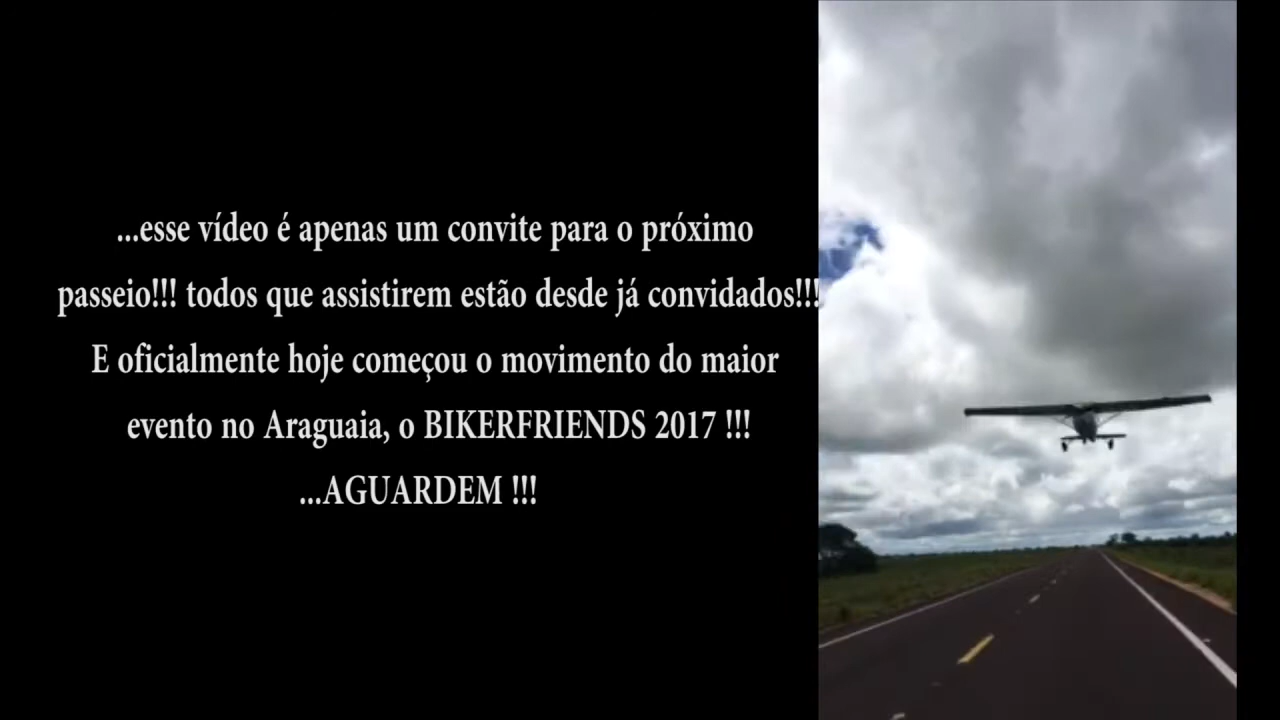 ...esse vídeo é apenas um convite para o próximo
passeio!!! todos que assistirem estão desde já convidados!!!
E oficialmente hoje começou o movimento do maior
evento no Araguaia, o BIKERFRIENDS 2017 !!!
...AGUARDEM !!!